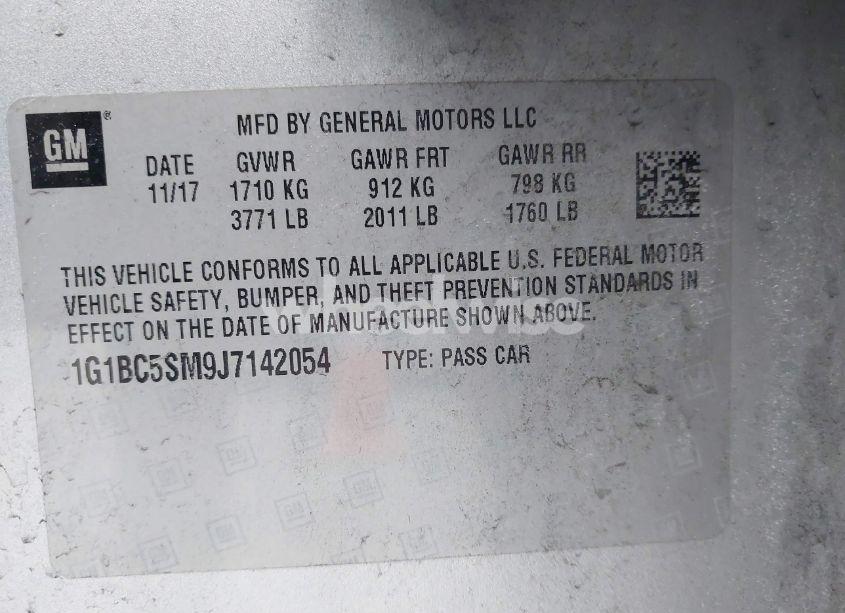 GM®
MFD BY GENERAL MOTORS LLC
DATE GVWR GAWR FRT GAWR RR
11/17 1710 KG 912 KG 798 KG
3771 LB 2011 LB 1760 LB
THIS VEHICLE CONFORMS TO ALL APPLICABLE U.S. FEDERAL MOTOR
VEHICLE SAFETY, BUMPER, AND THEFT PREVENTION STANDARDS IN
EFFECT ON THE DATE OF MANUFACTURE SHOWN ABOVE.
1G1BC5SM9J7142054 TYPE: PASS CAR